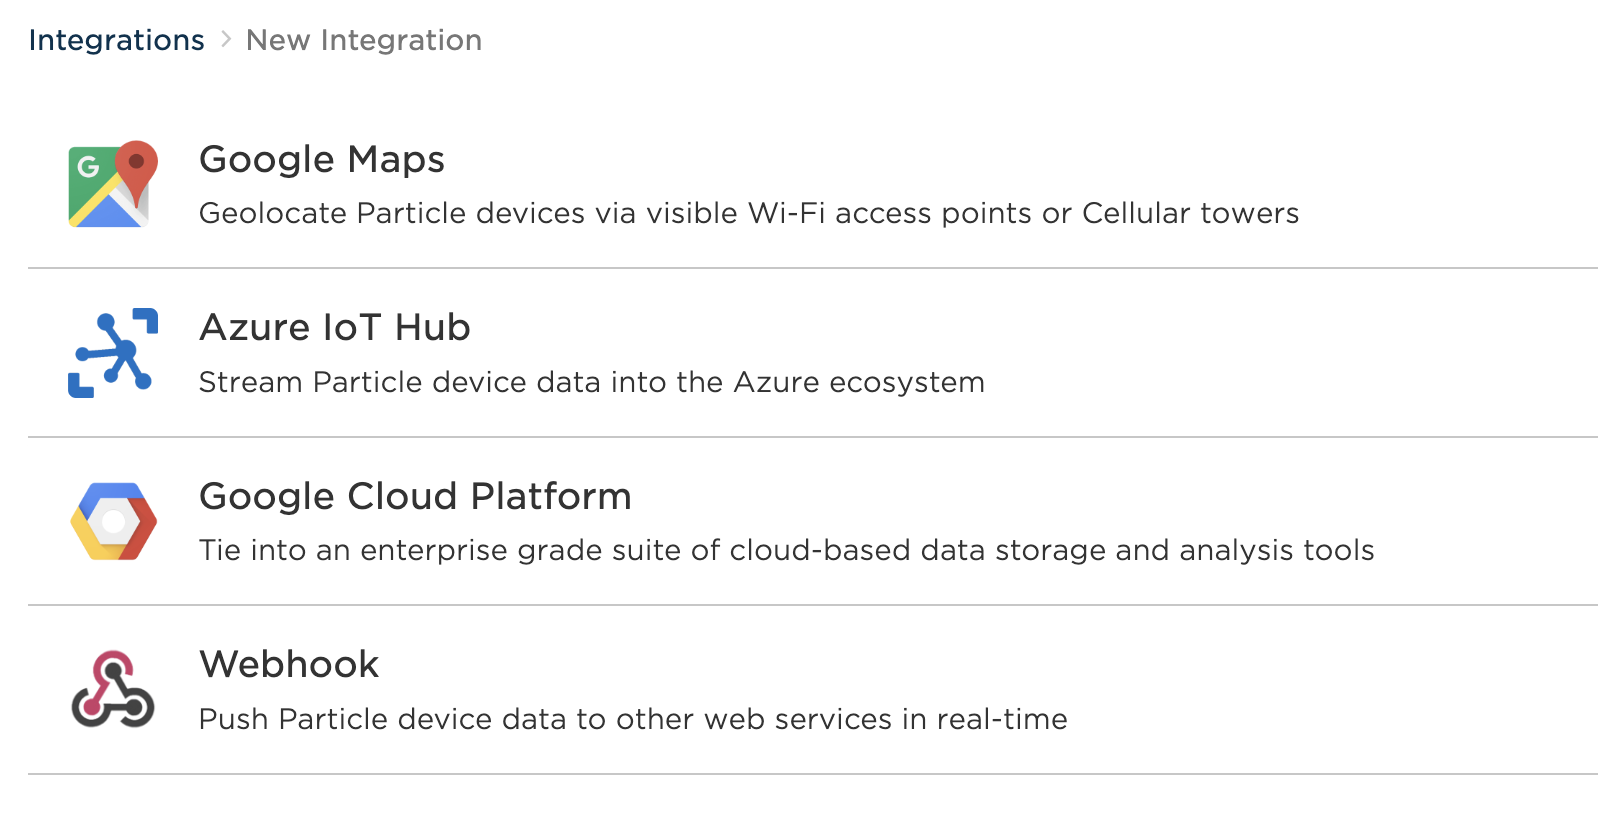 Integrations > New Integration
G
Google Maps
Geolocate Particle devices via visible Wi-Fi access points or Cellular towers
Azure IoT Hub
Stream Particle device data into the Azure ecosystem
Google Cloud Platform
Tie into an enterprise grade suite of cloud-based data storage and analysis tools
Webhook
Push Particle device data to other web services in real-time